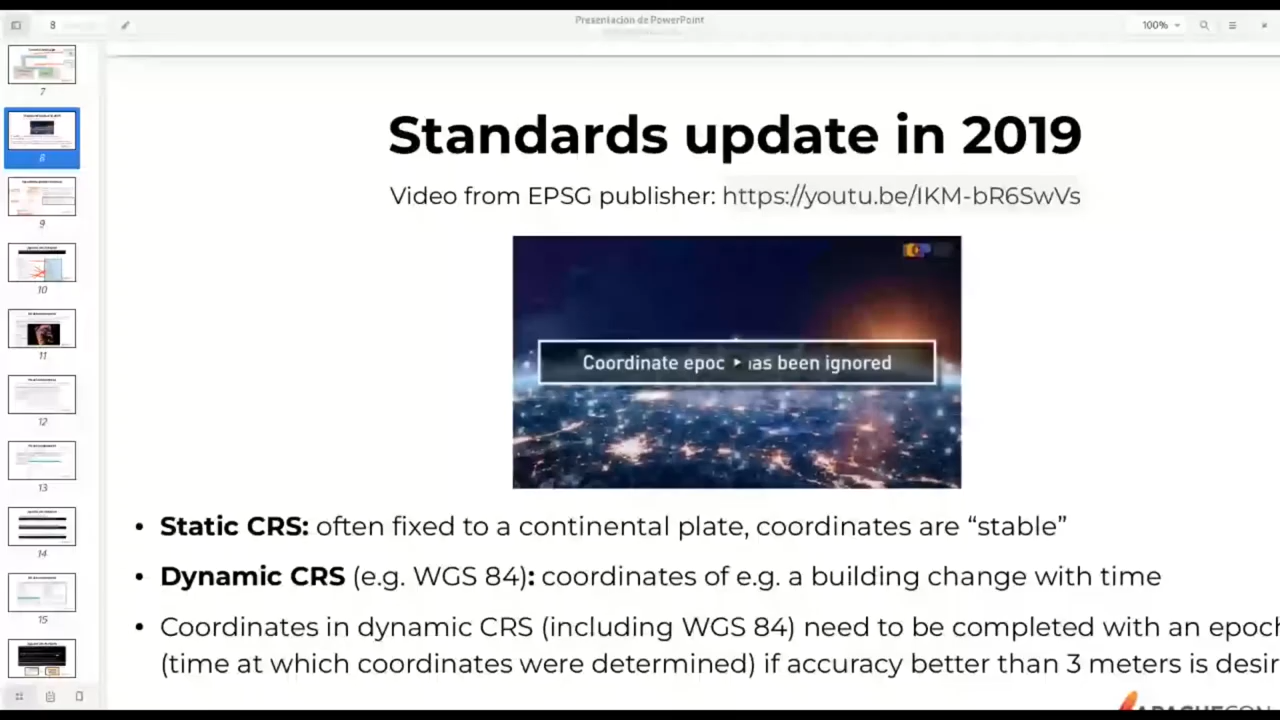 8
Presentación de PowerPoint
100%
7
8
9
10
11
12
13
14
15
Standards update in 2019
Video from EPSG publisher: https://youtu.be/IKM-bR6SwVs
Coordinate epoc has been ignored
• Static CRS: often fixed to a continental plate, coordinates are “stable”
• Dynamic CRS (e.g. WGS 84): coordinates of e.g. a building change with time
• Coordinates in dynamic CRS (including WGS 84) need to be completed with an epoch
(time at which coordinates were determined) if accuracy better than 3 meters is desir
APACHECON